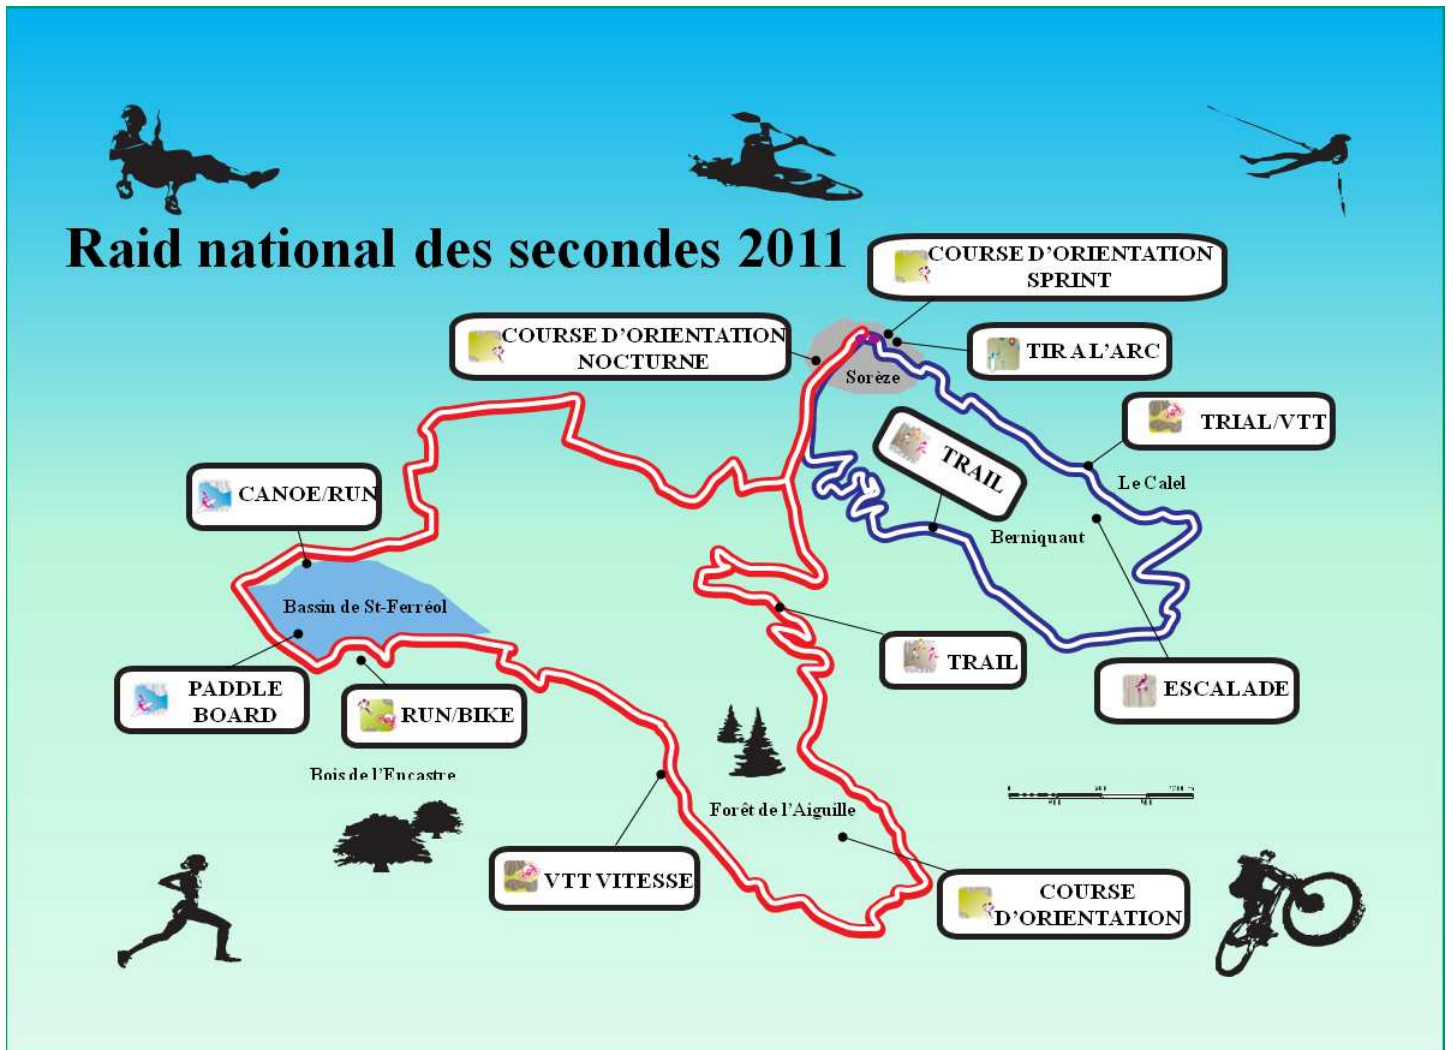 Raid national des secondes 2011
COURSE D'ORIENTATION
SPRINT
COURSE D'ORIENTATION
NOCTURNE
TIR A L'ARC
Sorèze
TRIAL/VTT
TRAIL
CANOE/RUN
Le Calel
Berniquaut
Bassin de St-Ferréol
TRAIL
ESCALADE
PADDLE
BOARD
RUN/BIKE
Bois de l'Encastre
Forêt de l'Aiguille
VTT VITESSE
COURSE
D'ORIENTATION